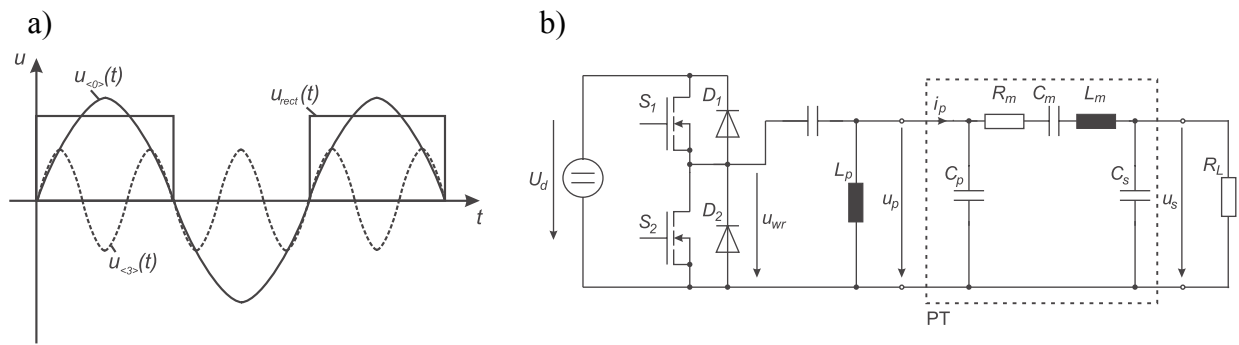 a)
u
u<0>(t)
urect(t)
u<3>(t)
t
b)
Ud
S1
D1
S2
D2
uwr
Lp
up
ip
Cp
Rm
Cm
Lm
Cs
us
RL
PT